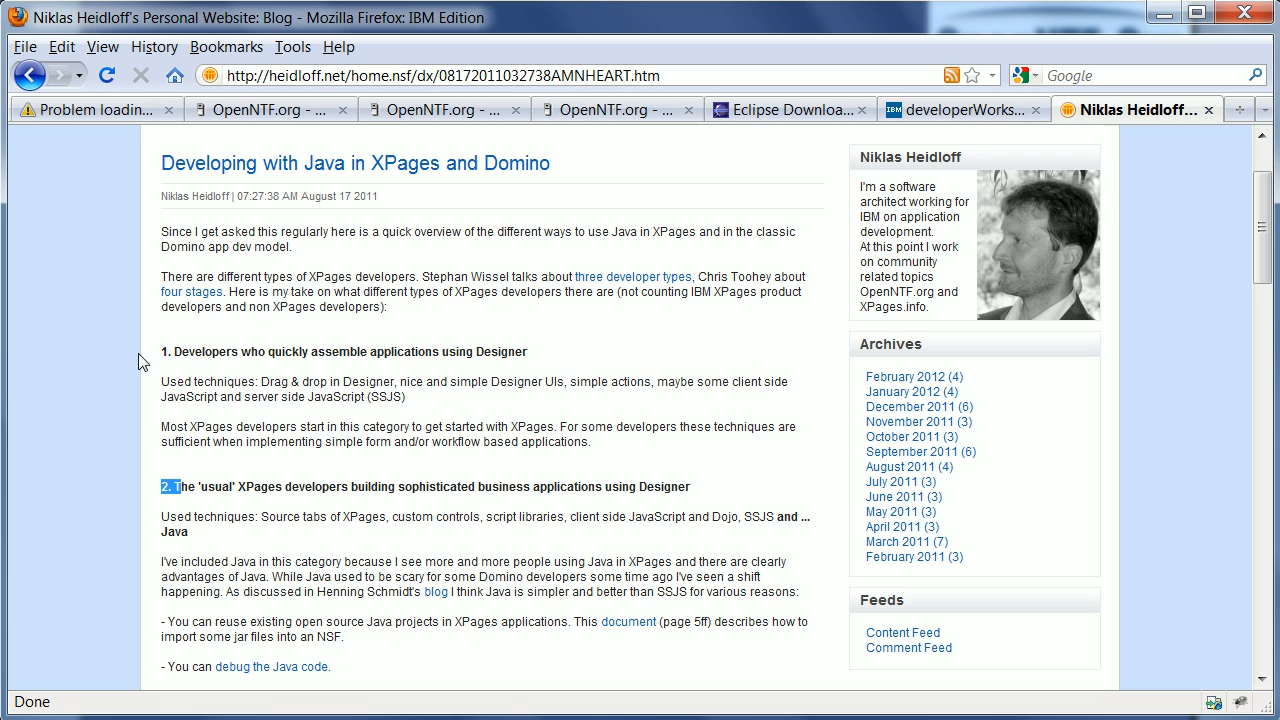 Niklas Heidloff's Personal Website: Blog - Mozilla Firefox: IBM Edition
File Edit View History Bookmarks Tools Help
http://heidloff.net/home.nsf/dx/08172011032738AMNHEART.htm
Google
Problem loadin...
OpenNTF.org - ...
OpenNTF.org - ...
OpenNTF.org - ...
Eclipse Downloa...
IBM developerWorks...
Niklas Heidloff...
Developing with Java in XPages and Domino
Niklas Heidloff | 07:27:38 AM August 17 2011
Since I get asked this regularly here is a quick overview of the different ways to use Java in XPages and in the classic
Domino app dev model.
There are different types of XPages developers. Stephan Wissel talks about three developer types, Chris Toohey about
four stages. Here is my take on what different types of XPages developers there are (not counting IBM XPages product
developers and non XPages developers):
1. Developers who quickly assemble applications using Designer
Used techniques: Drag & drop in Designer, nice and simple Designer UIs, simple actions, maybe some client side
JavaScript and server side JavaScript (SSJS)
Most XPages developers start in this category to get started with XPages. For some developers these techniques are
sufficient when implementing simple form and/or workflow based applications.
2. The 'usual' XPages developers building sophisticated business applications using Designer
Used techniques: Source tabs of XPages, custom controls, script libraries, client side JavaScript and Dojo, SSJS and ...
Java
I've included Java in this category because I see more and more people using Java in XPages and there are clearly
advantages of Java. While Java used to be scary for some Domino developers some time ago I've seen a shift
happening. As discussed in Henning Schmidt's blog I think Java is simpler and better than SSJS for various reasons:
- You can reuse existing open source Java projects in XPages applications. This document (page 5ff) describes how to
import some jar files into an NSF.
- You can debug the Java code.
Niklas Heidloff
I'm a software
architect working for
IBM on application
development.
At this point I work
on community
related topics
OpenNTF.org and
XPages.info.
Archives
February 2012 (4)
January 2012 (4)
December 2011 (6)
November 2011 (3)
October 2011 (3)
September 2011 (6)
August 2011 (4)
July 2011 (3)
June 2011 (3)
May 2011 (3)
April 2011 (3)
March 2011 (7)
February 2011 (3)
Feeds
Content Feed
Comment Feed
Done